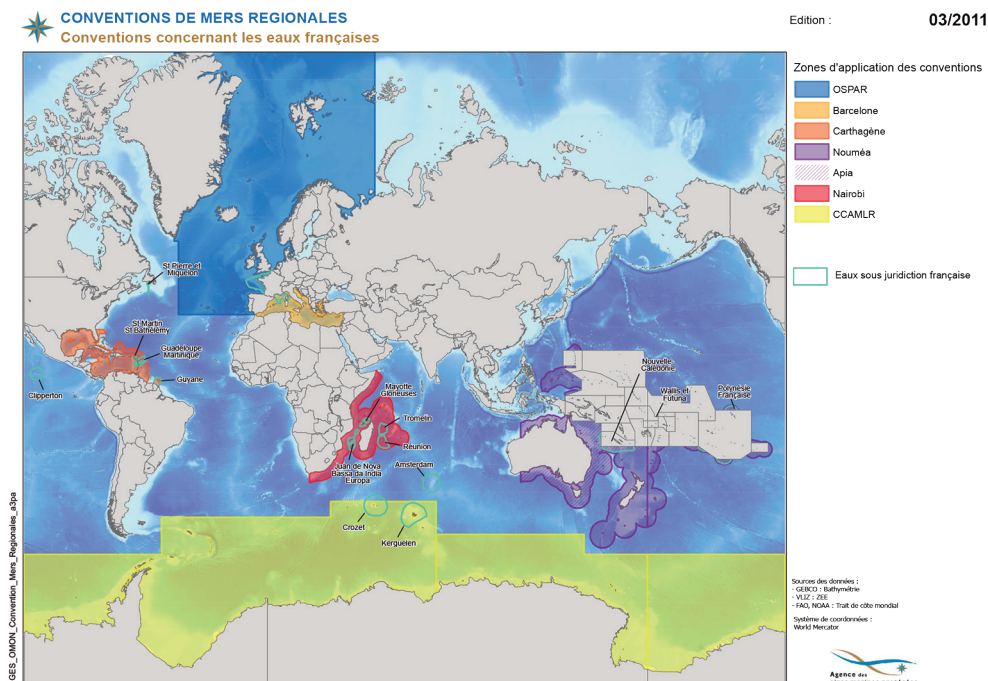 CONVENTIONS DE MERS REGIONALES
Conventions concernant les eaux françaises
Edition :
03/2011
Zones d'application des conventions
OSPAR
Barcelone
Carthagène
Nouméa
Apia
Nairobi
CCAMLR
Eaux sous juridiction française
St Pierre et
Miquelon
St Martin
St Bathélémy
Guadeloupe
Martinique
Guyane
Clipperton
Mayotte
Glorieuses
Tromelin
Réunion
Juan de Nova
Bassa da India
Europa
Amsterdam
Crozet
Kerguelen
Nouvelle
Calédonie
Wallis et
Futuna
Polynésie
Française
Sources des données :
- GEBCO : Bathymétrie
- VLIZ : ZEE
- FAO, NOAA : Trait de côte mondial
Système de coordonnées :
World Mercator
GES_OMON_Convention_Mers_Regionales_a3pa
Agence des